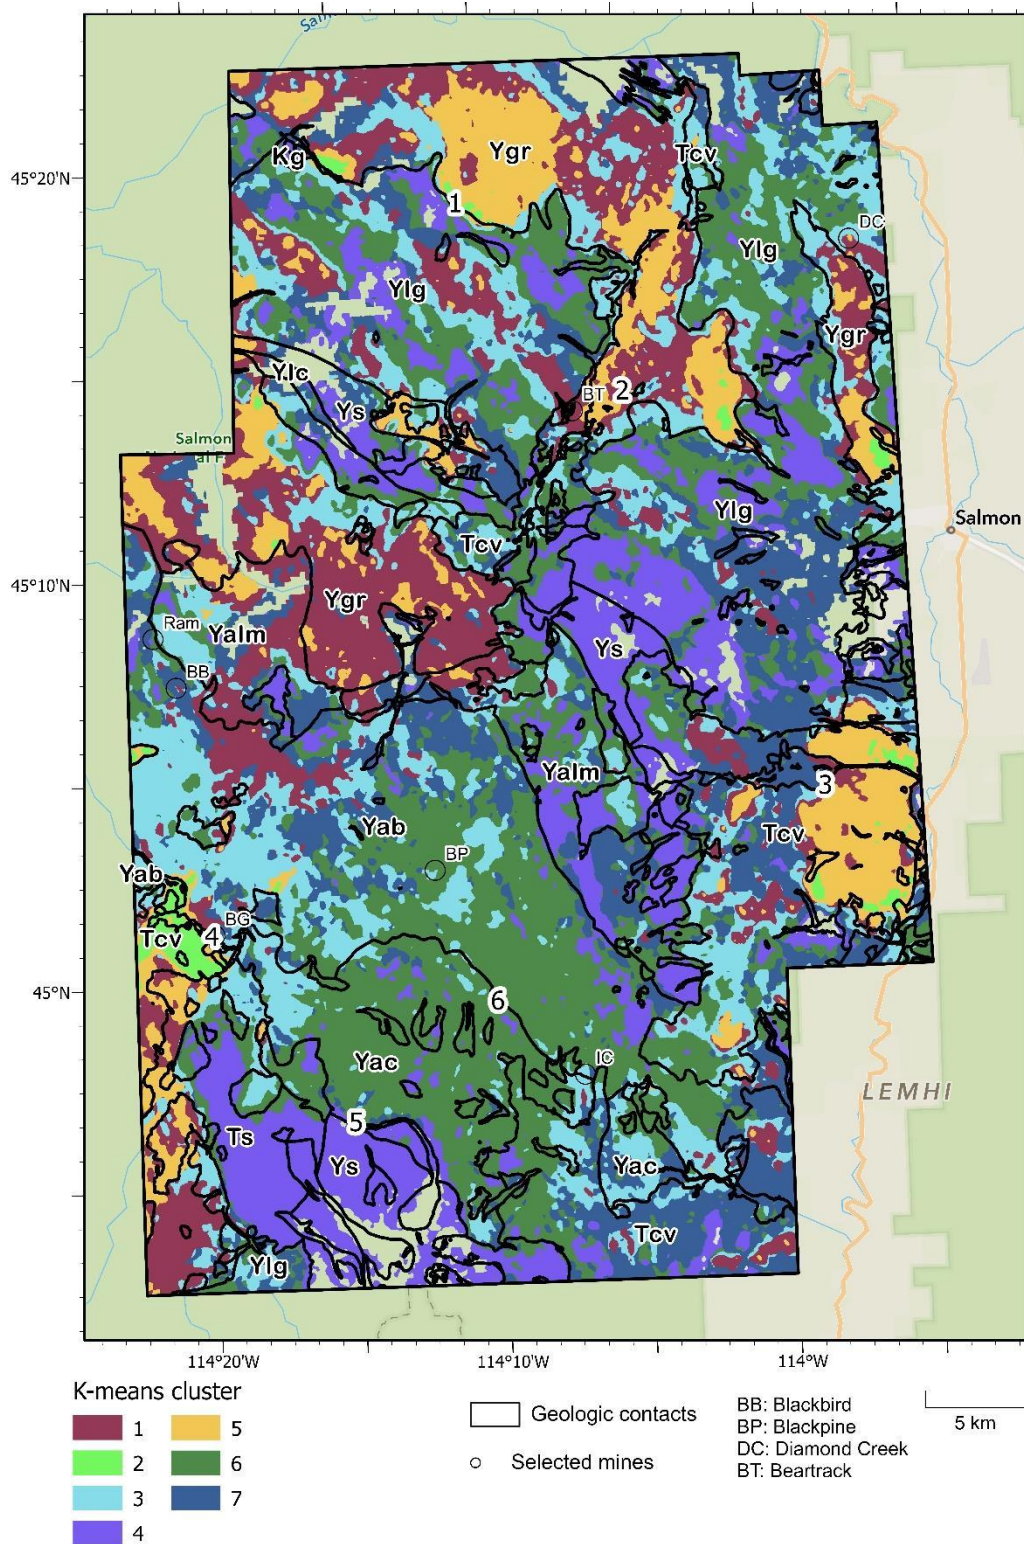 Sa
45°20'N
Kg
Ygr
Tcv
1
DC
Ylg
Ylg
Ygr
Ylc
Ys
BT
2
Salmon
Salmon
Ylg
Tcv
45°10'N
Ygr
Ram
Yalm
Ys
BB
Yalm
3
Yab
Tcv
BP
Yab
BG
Tcv
4
45°N
6
Yac
IC
LEMHI
5
Ts
Ys
Yac
Tcv
Ylg
114°20'W
114°10'W
114°W
K-means cluster
1
5
2
6
3
7
4
Geologic contacts
Selected mines
BB: Blackbird
BP: Blackpine
DC: Diamond Creek
BT: Beartrack
5 km